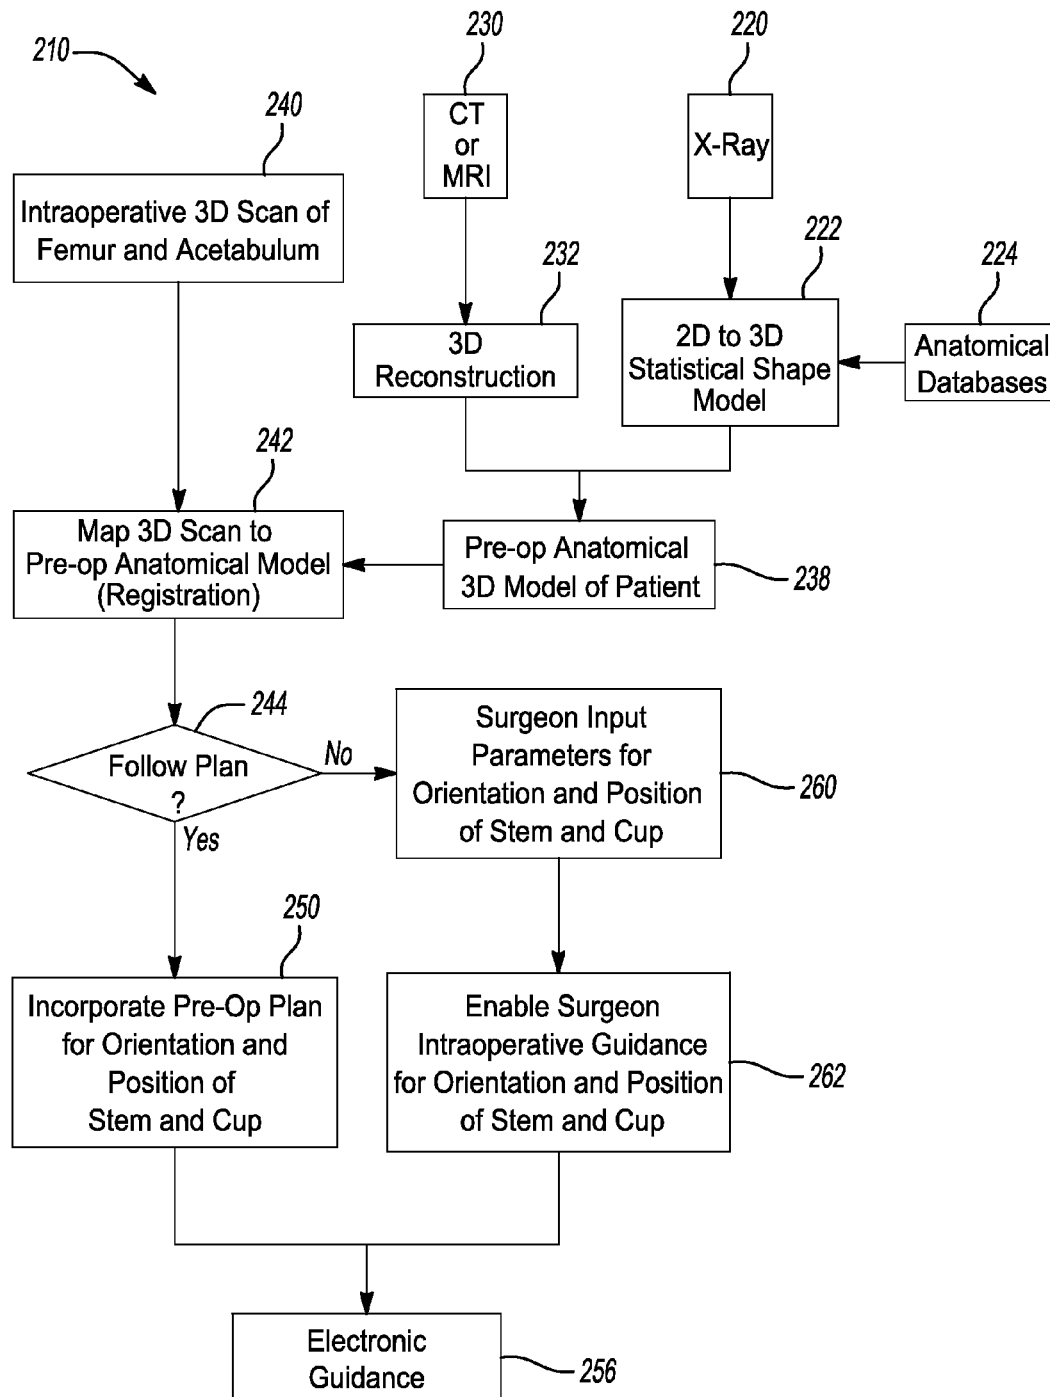 210
240
230
220
CT
or
MRI
X-Ray
Intraoperative 3D Scan of
Femur and Acetabulum
232
222
224
3D
Reconstruction
2D to 3D
Statistical Shape
Model
Anatomical
Databases
242
Map 3D Scan to
Pre-op Anatomical Model
(Registration)
Pre-op Anatomical
3D Model of Patient
238
244
Follow Plan
?
No
Yes
Surgeon Input
Parameters for
Orientation and Position
of Stem and Cup
260
250
Incorporate Pre-Op Plan
for Orientation and
Position of
Stem and Cup
Enable Surgeon
Intraoperative Guidance
for Orientation and Position
of Stem and Cup
262
Electronic
Guidance
256